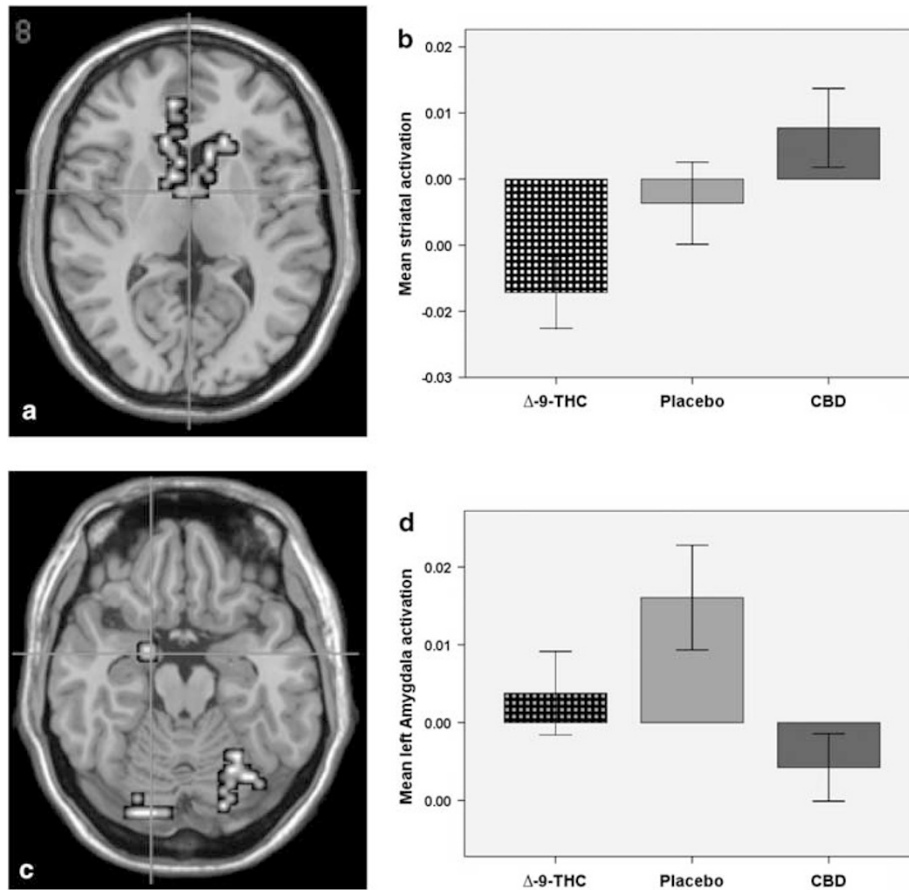 8
a
b
Mean striatal activation
0.02
0.01
0.00
0.00
-0.02
-0.03
Δ-9-THC Placebo CBD
c
d
Mean left Amygdala activation
0.02
0.01
0.00
0.00
Δ-9-THC Placebo CBD